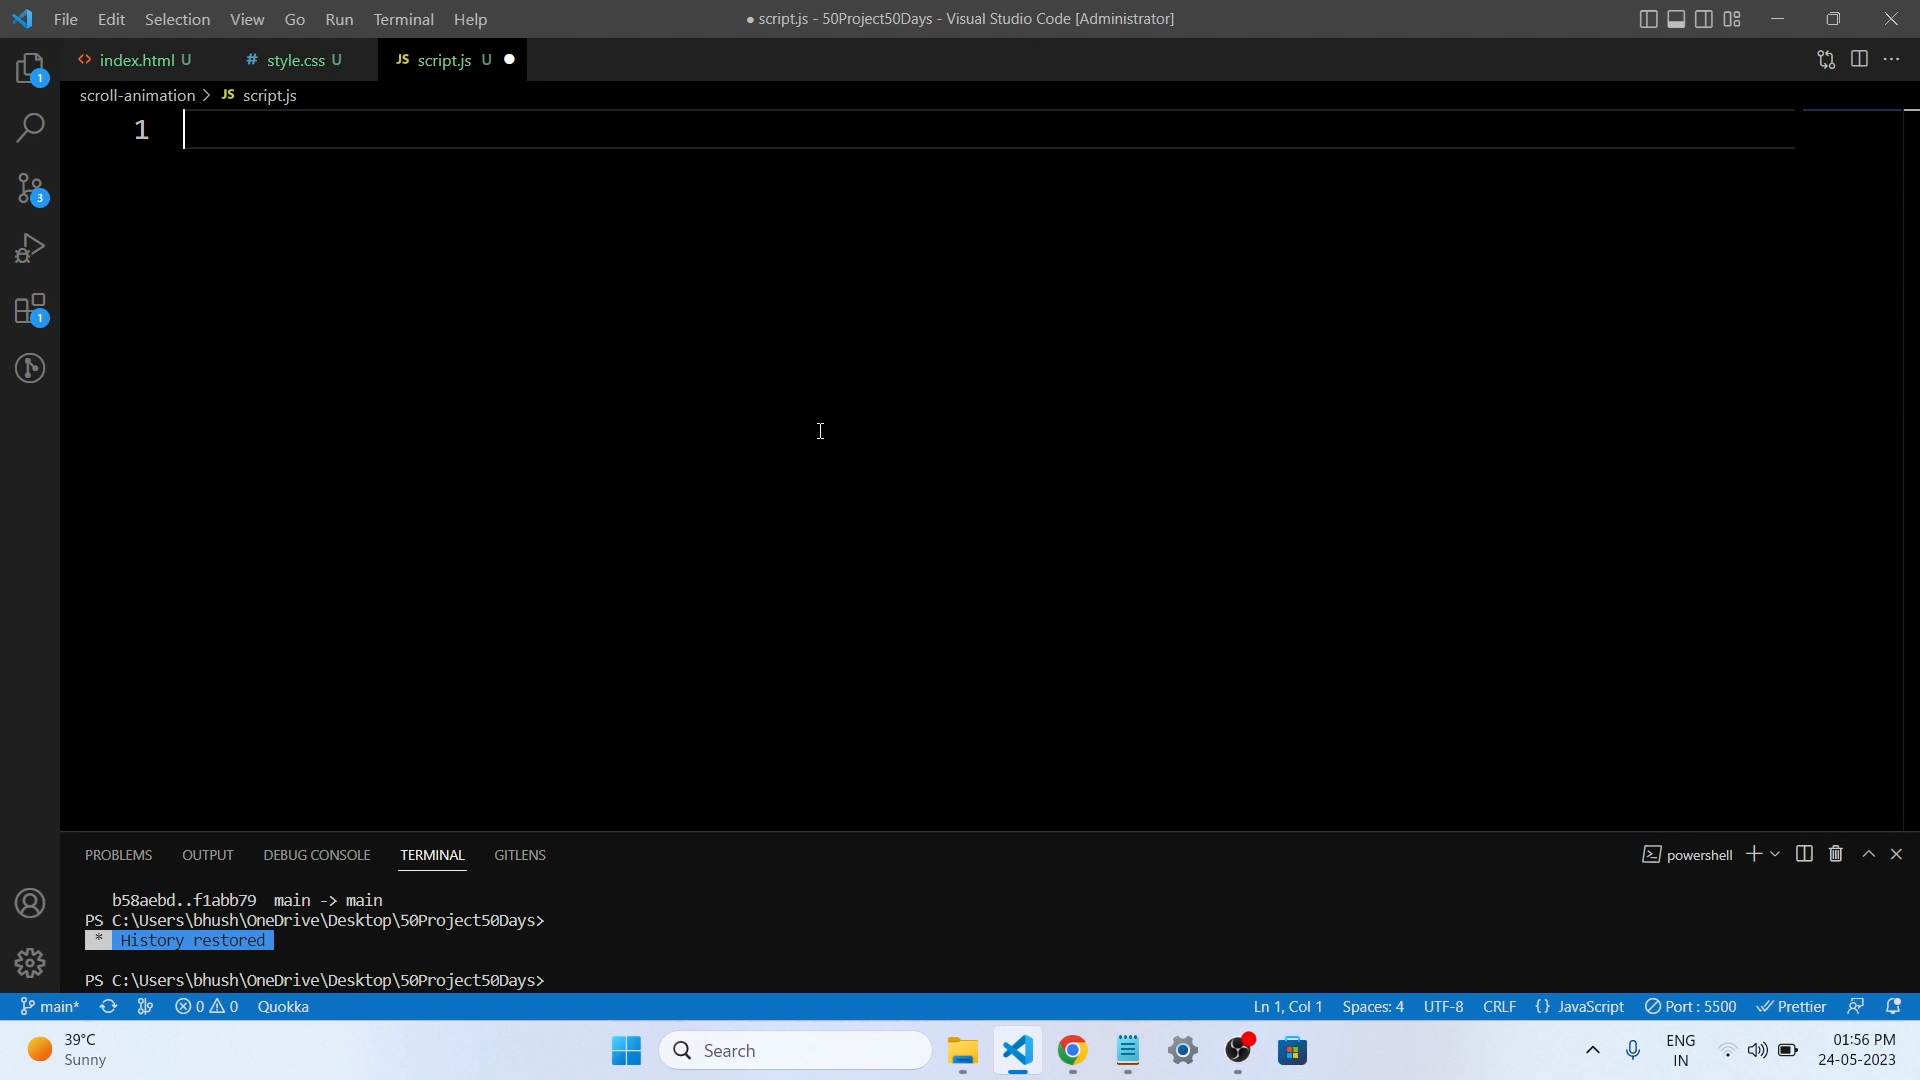 File Edit Selection View Go Run Terminal Help
● script.js - 50Project50Days - Visual Studio Code [Administrator]
<> index.html U
# style.css U
JS script.js U ●
scroll-animation > JS script.js
1
1
3
1
PROBLEMS OUTPUT DEBUG CONSOLE TERMINAL GITLENS
powershell
b58aebd..f1abb79 main -> main
PS C:\Users\bhush\OneDrive\Desktop\50Project50Days>
* History restored
PS C:\Users\bhush\OneDrive\Desktop\50Project50Days>
main* 0 0 Quokka
Ln 1, Col 1 Spaces: 4 UTF-8 CRLF {} JavaScript Port : 5500 Prettier
39°C
Sunny
Search
ENG
IN
01:56 PM
24-05-2023